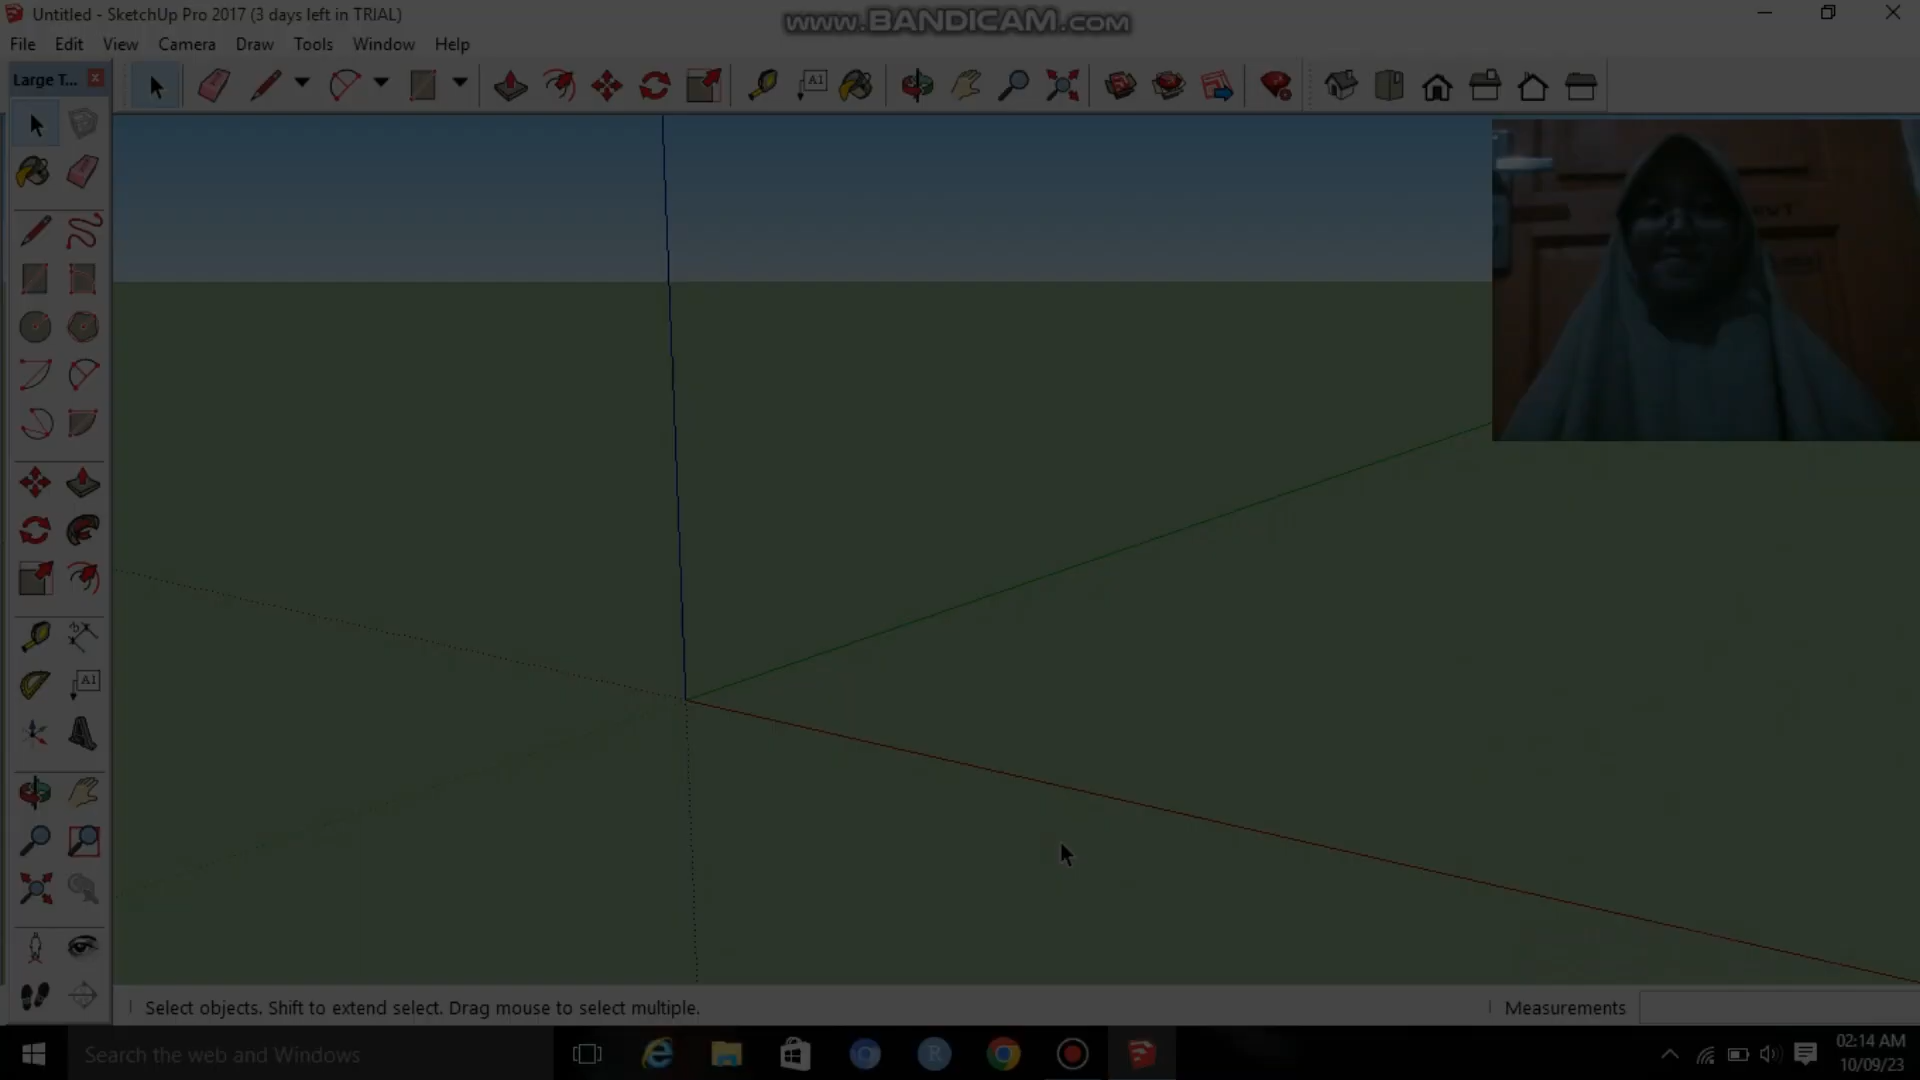 Untitled - SketchUp Pro 2017 (3 days left in TRIAL)
www.BANDICAM.com
File Edit View Camera Draw Tools Window Help
Large T...
A1
A1
Select objects. Shift to extend select. Drag mouse to select multiple.
Measurements
Search the web and Windows
02:14 AM
10/09/23